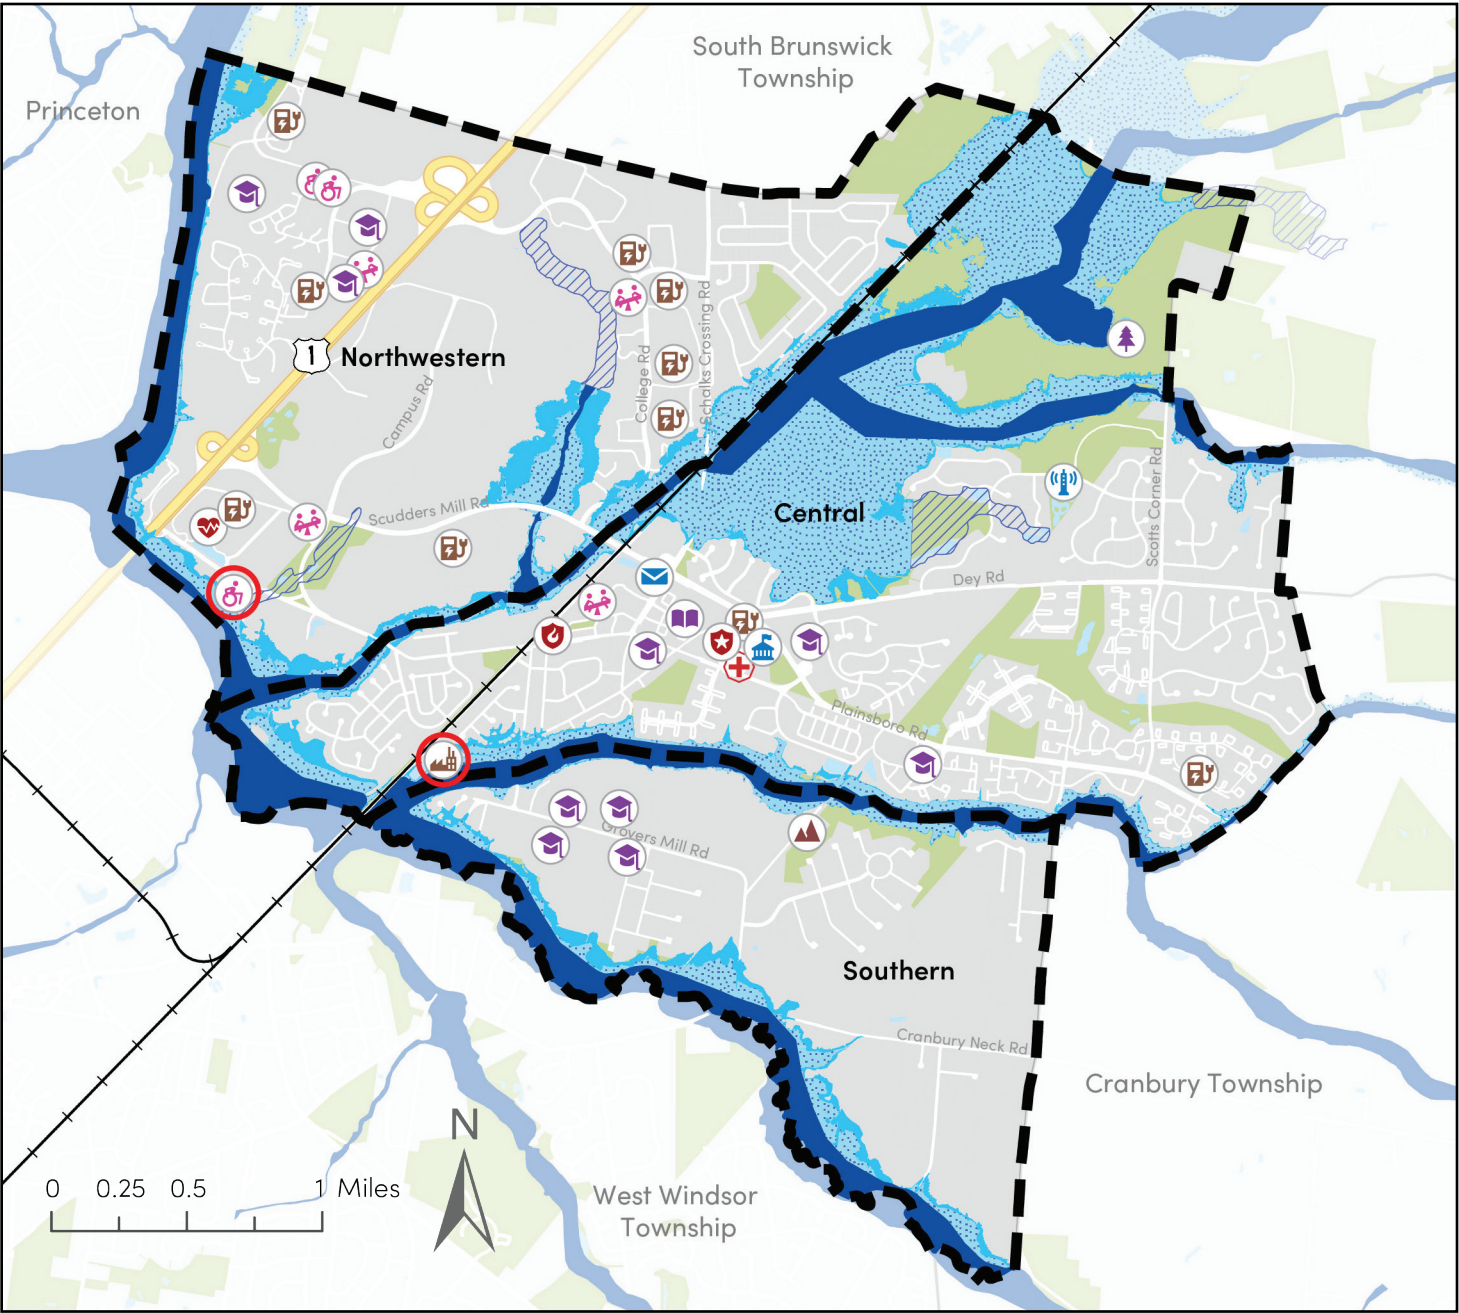 South Brunswick
Township
Princeton
1
Northwestern
Campus Rd
College Rd
Schalks Crossing Rd
Scudders Mill Rd
Central
Scotts Corner Rd
Dey Rd
Plainsboro Rd
Grovers Mill Rd
Southern
Cranbury Neck Rd
Cranbury Township
N
0 0.25 0.5 1 Miles
West Windsor
Township